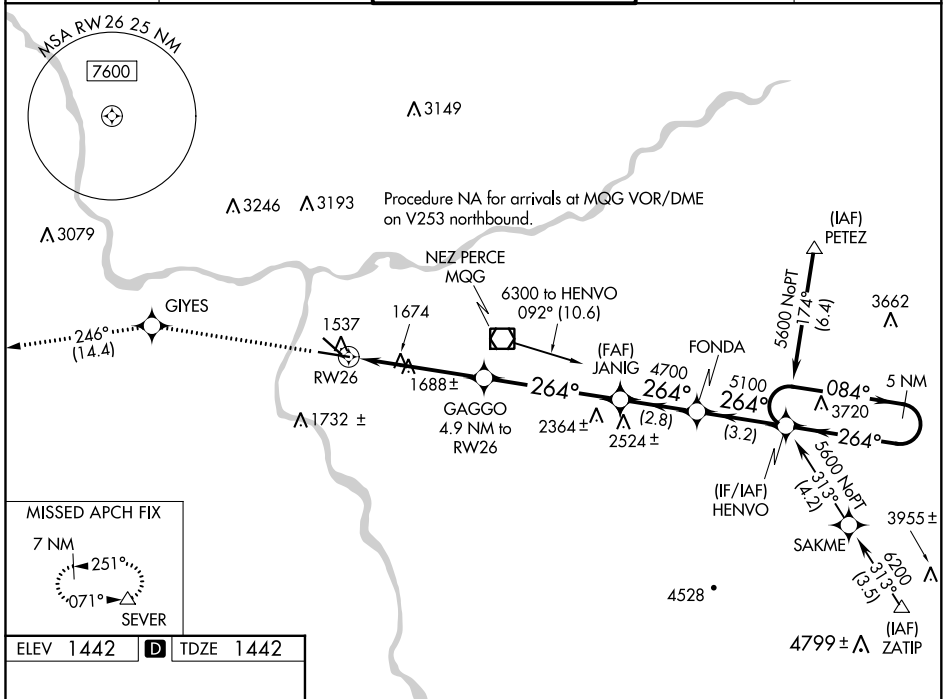 MSA RW 26 25 NM
7600
3149
3246
3193
3079
Procedure NA for arrivals at MQG VOR/DME
on V253 northbound.
(IAF)
PETEZ
NEZ PERCE
MQG
6300 to HENVO
092° (10.6)
5600 NoPT
174°
(6.4)
3662
GIYES
246°
(14.4)
1537
1674
RW26
1688±
(FAF)
JANIG
4700
FONDA
5100
264°
264°
264°
(2.8)
(3.2)
084°
5 NM
3720
264°
GAGGO
4.9 NM to
RW26
1732 ±
2364±
2524±
(IF/IAF)
HENVO
5600 NoPT
313°
(4.2)
SAKME
3955±
6200
313°
(3.5)
(IAF)
ZATIP
4528
4799±
MISSED APCH FIX
7 NM
251°
071°
SEVER
ELEV 1442 D TDZE 1442